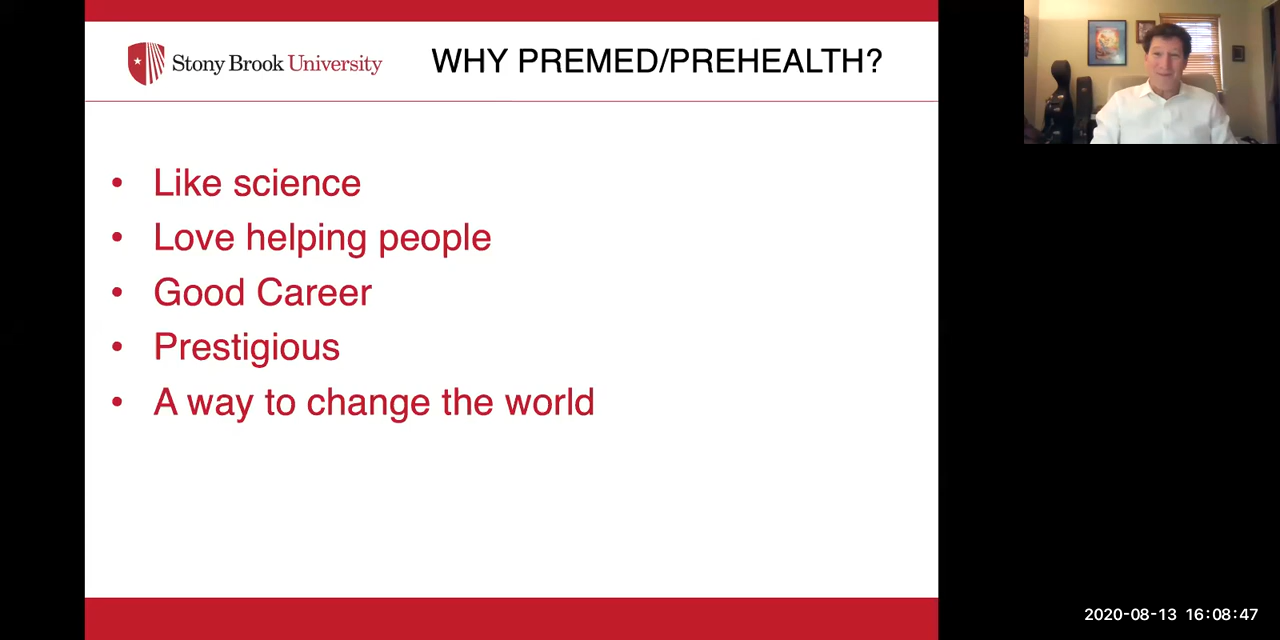 Stony Brook University
WHY PREMED/PREHEALTH?
• Like science
• Love helping people
• Good Career
• Prestigious
• A way to change the world
2020-08-13 16:08:47